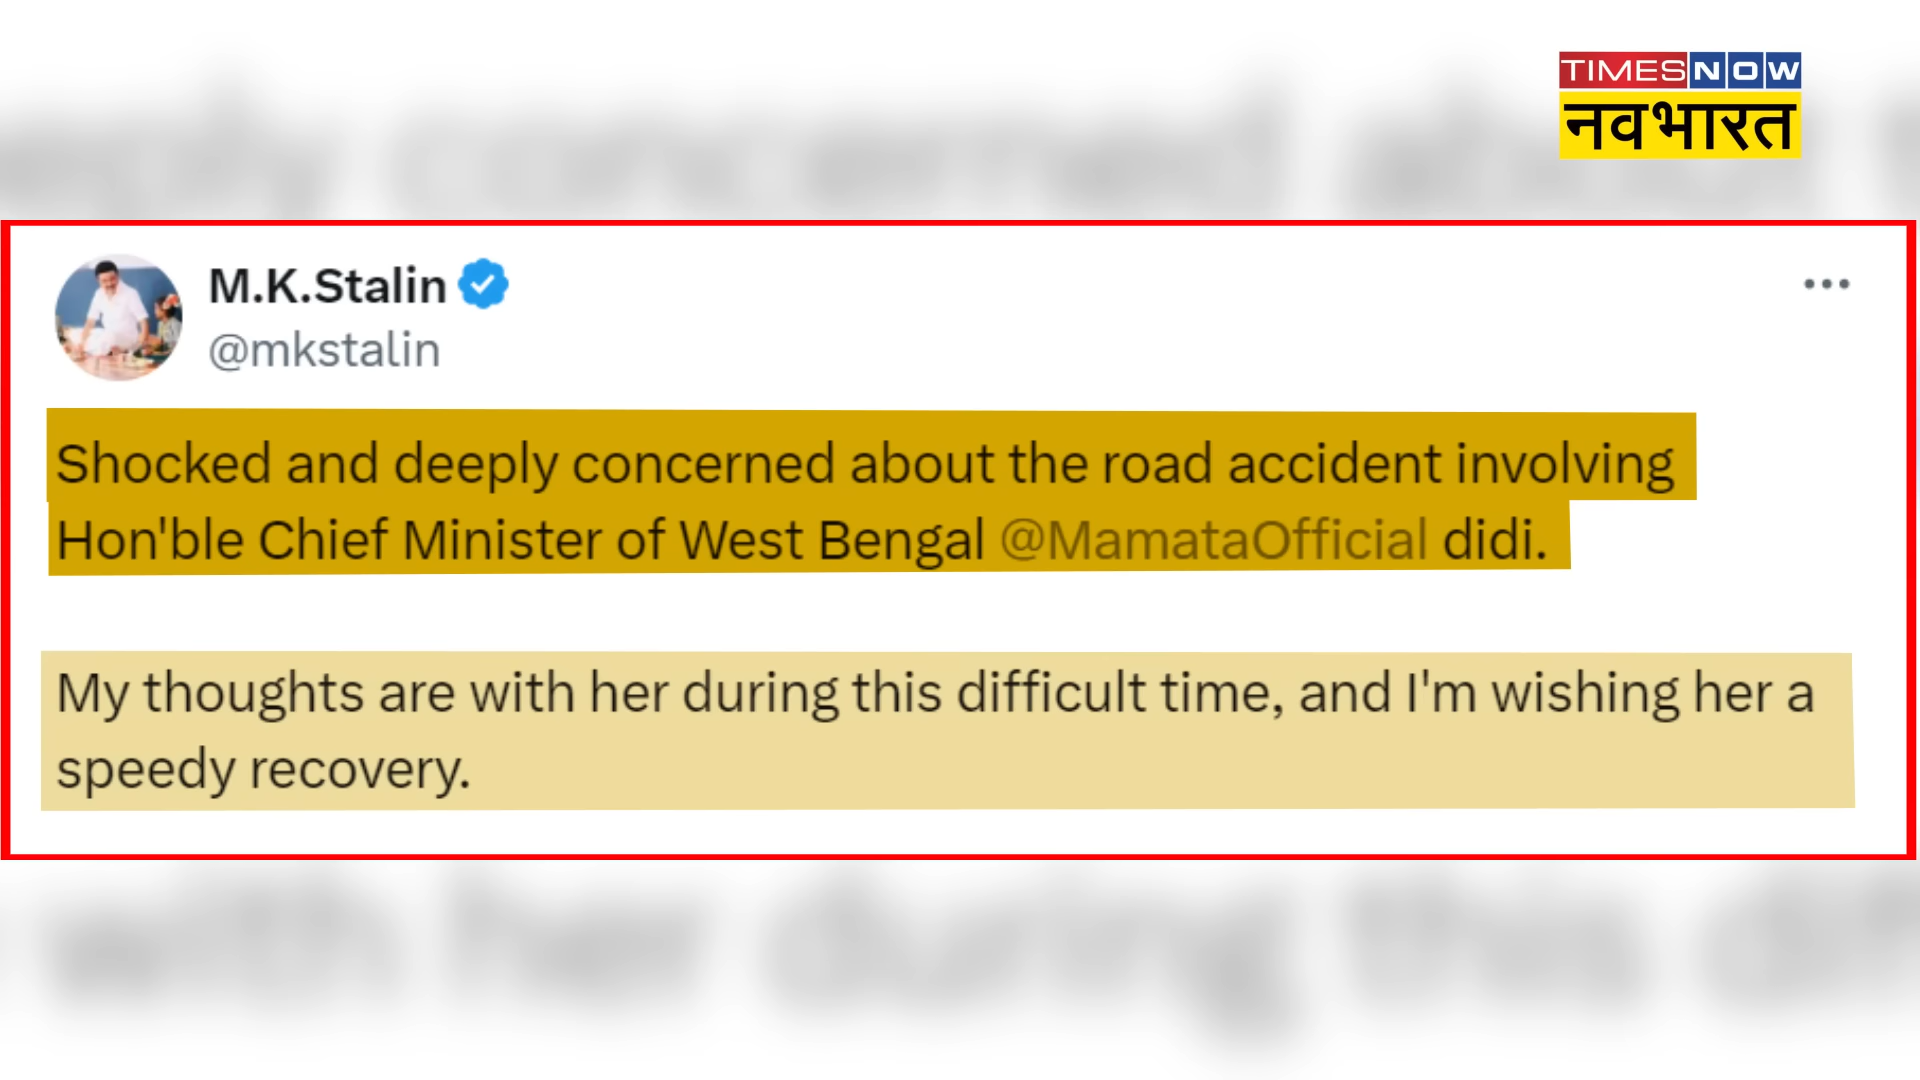 TIMES NOW
नवभारत
M.K.Stalin
@mkstalin
Shocked and deeply concerned about the road accident involving
Hon'ble Chief Minister of West Bengal @MamataOfficial didi.
My thoughts are with her during this difficult time, and I'm wishing her a
speedy recovery.